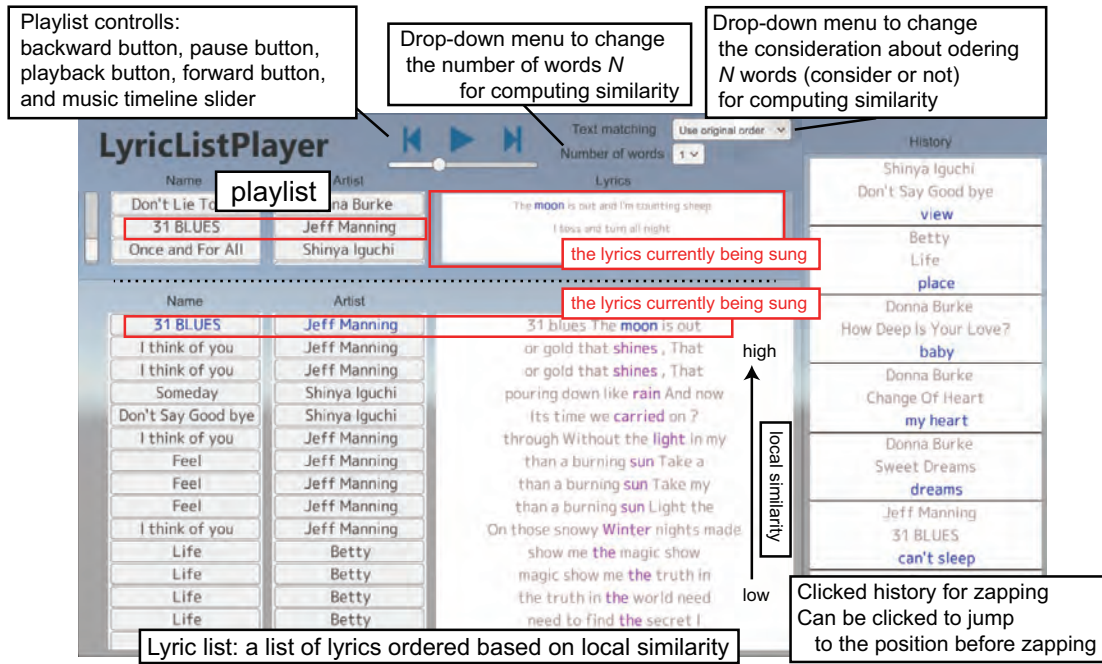 Playlist controlls:
backward button, pause button,
playback button, forward button,
and music timeline slider
Drop-down menu to change
the number of words N
for computing similarity
Drop-down menu to change
the consideration about odering
N words (consider or not)
for computing similarity
LyricListPlayer
Text matching Use original order
Number of words 1
Name Artist Lyrics
playlist
Don't Lie To
na Burke
31 BLUES Jeff Manning
Once and For All Shinya Iguchi
The moon is out and I'm counting sheep
I toss and turn all night
the lyrics currently being sung
Name Artist
the lyrics currently being sung
31 BLUES Jeff Manning 31 blues The moon is out
I think of you Jeff Manning or gold that shines , That
I think of you Jeff Manning or gold that shines , That
Someday Shinya Iguchi pouring down like rain And now
Don't Say Good bye Shinya Iguchi Its time we carried on ?
I think of you Jeff Manning through Without the light In my
Feel Jeff Manning than a burning sun Take a
Feel Jeff Manning than a burning sun Take my
Feel Jeff Manning than a burning sun Light the
I think of you Jeff Manning On those snowy Winter nights made
Life Betty show me the magic show
Life Betty magic show me the truth in
Life Betty the truth in the world need
Life Betty need to find the secret I
high
local similarity
low
Lyric list: a list of lyrics ordered based on local similarity
History
Shinya Iguchi
Don't Say Good bye
view
Betty
Life
place
Donna Burke
How Deep Is Your Love?
baby
Donna Burke
Change Of Heart
my heart
Donna Burke
Sweet Dreams
dreams
Jeff Manning
31 BLUES
can't sleep
Clicked history for zapping
Can be clicked to jump
to the position before zapping